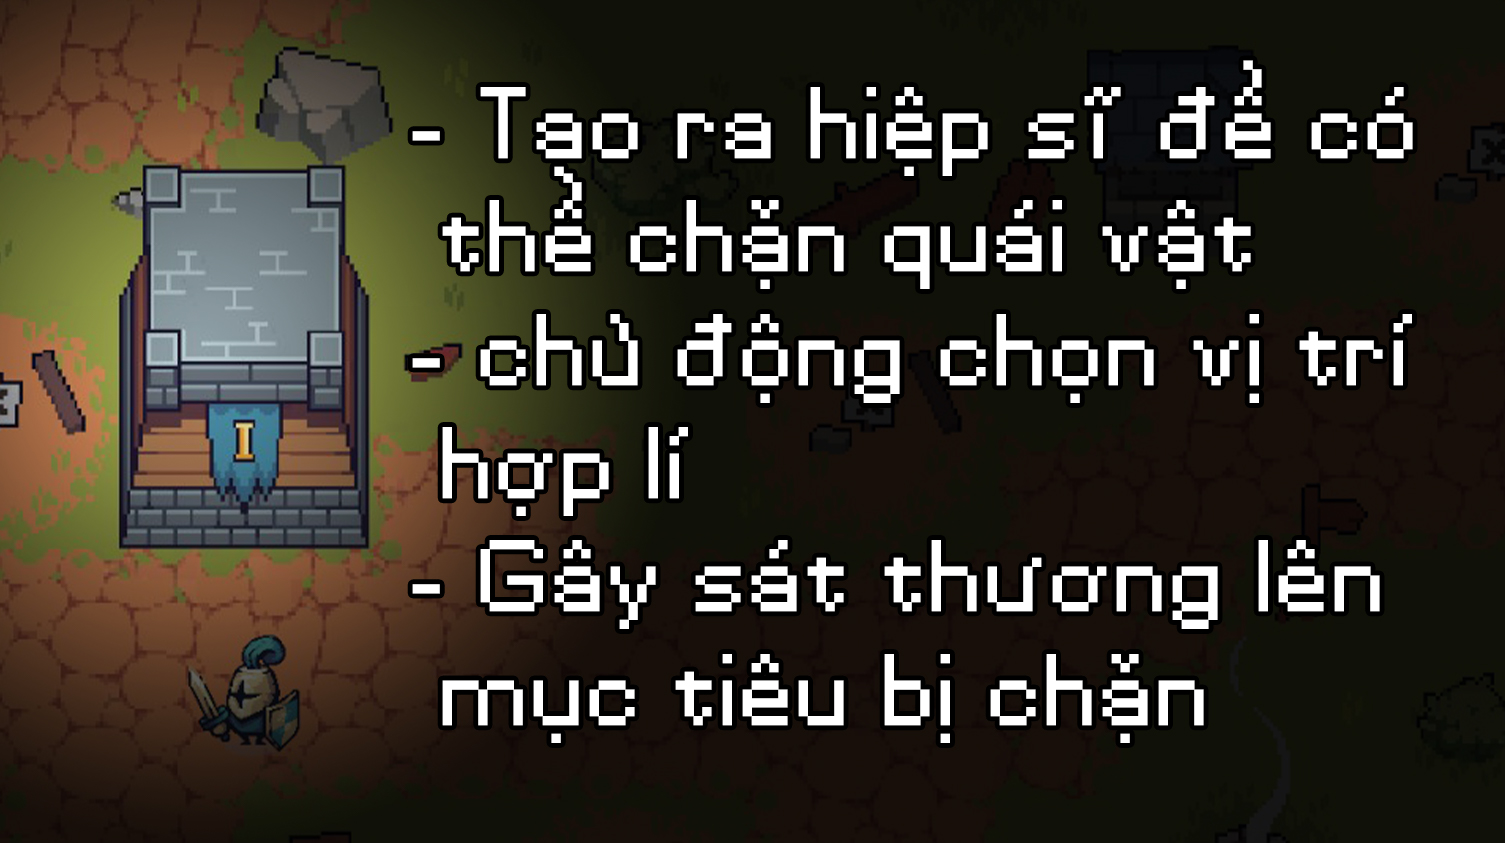 - Tạo ra hiệp sĩ để có
thể chặn quái vật
- chủ động chọn vị trí
hợp lí
- Gây sát thương lên
mục tiêu bị chặn
I